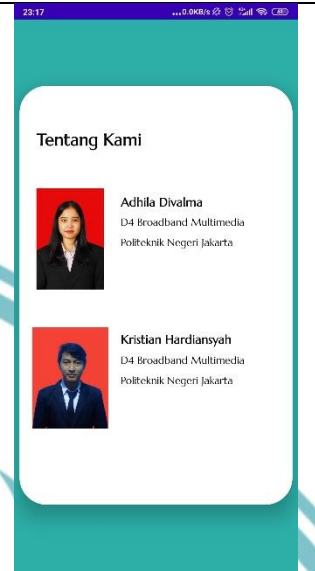 23:17
...0.0KB/s
Tentang Kami
Adhila Divalma
D4 Broadband Multimedia
Politeknik Negeri Jakarta
Kristian Hardiansyah
D4 Broadband Multimedia
Politeknik Negeri Jakarta